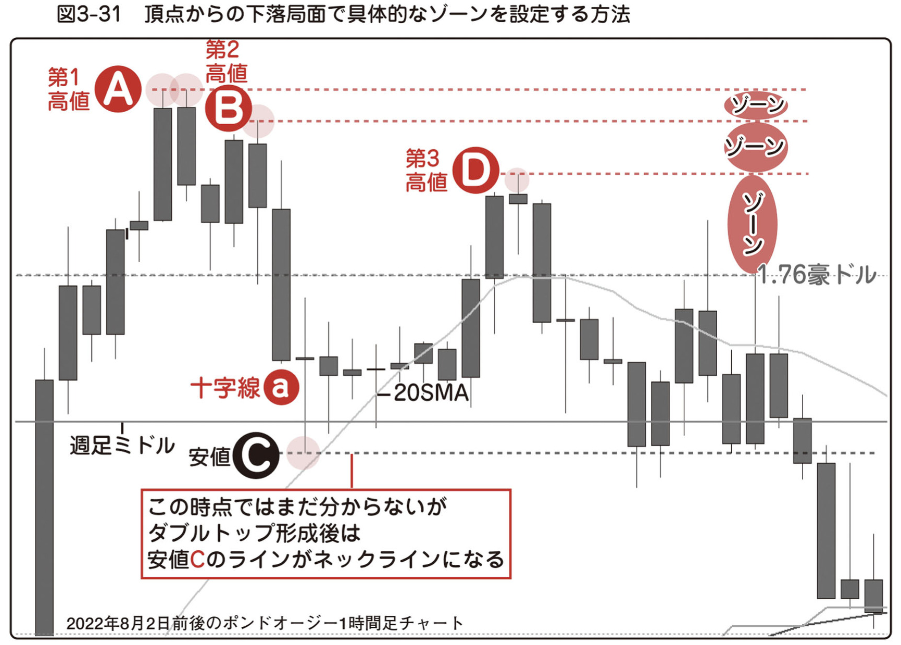 図3-31　頂点からの下落局面で具体的なゾーンを設定する方法
第1
高値
A
第2
高値
B
ゾーン
ゾーン
第3
高値
D
ゾーン
1.76豪ドル
十字線
a
20SMA
週足ミドル
安値
C
この時点ではまだ分からないが
ダブルトップ形成後は
安値Cのラインがネックラインになる
2022年8月2日前後のポンドオージー1時間足チャート